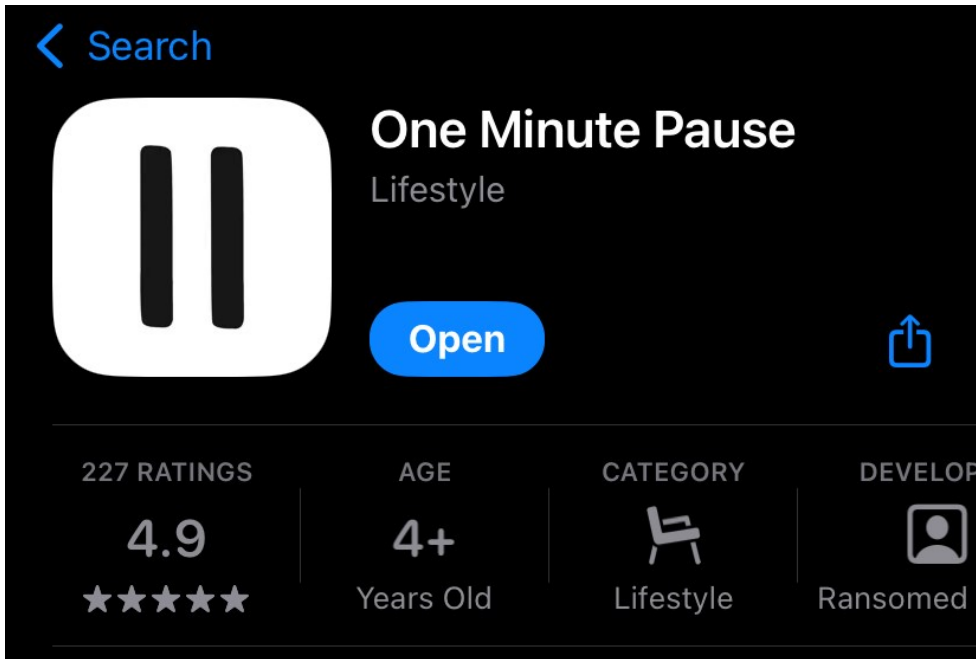 Search
One Minute Pause
Lifestyle
Open
227 RATINGS
AGE
CATEGORY
DEVELOP
4.9
4+
Years Old
Lifestyle
Ransomed